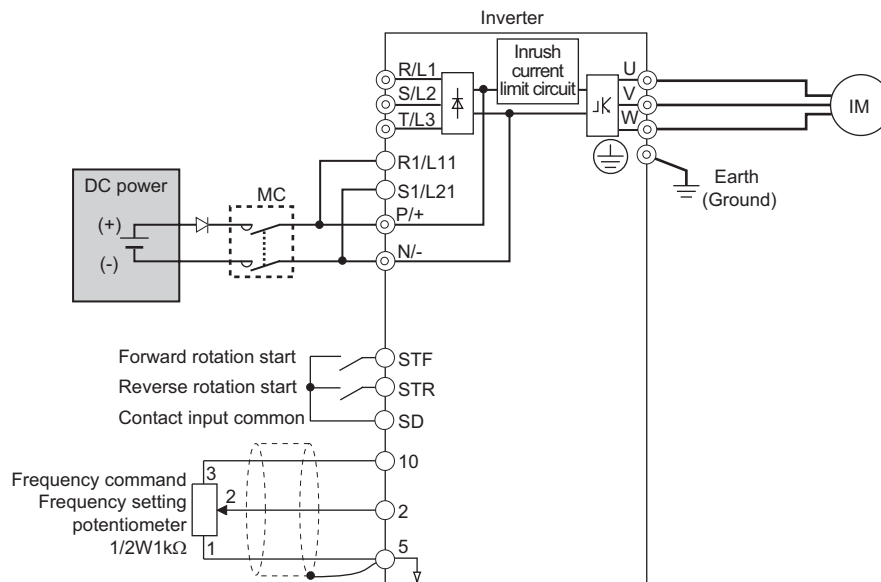 Inverter
R/L1
S/L2
T/L3
Inrush
current
limit circuit
U
V
W
IM
R1/L11
S1/L21
P/+
N/-
Earth
(Ground)
DC power
(+)
(-)
MC
Forward rotation start
STF
Reverse rotation start
STR
Contact input common
SD
Frequency command
Frequency setting
potentiometer
1/2W1kΩ
3
2
1
10
2
5